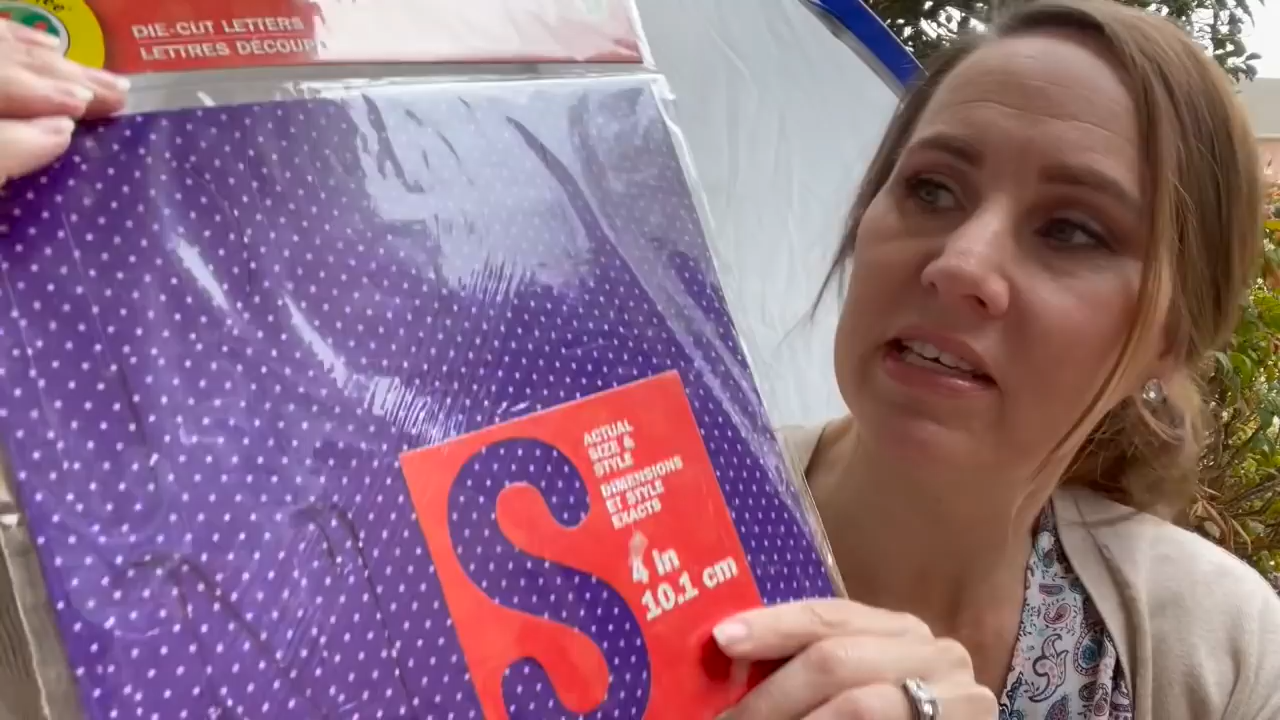 DIE-CUT LETTERS
LETTRES DÉCOUP
ACTUAL
SIZE &
STYLE
DIMENSIONS
ET STYLE
EXACTS
4 in
10.1 cm
S